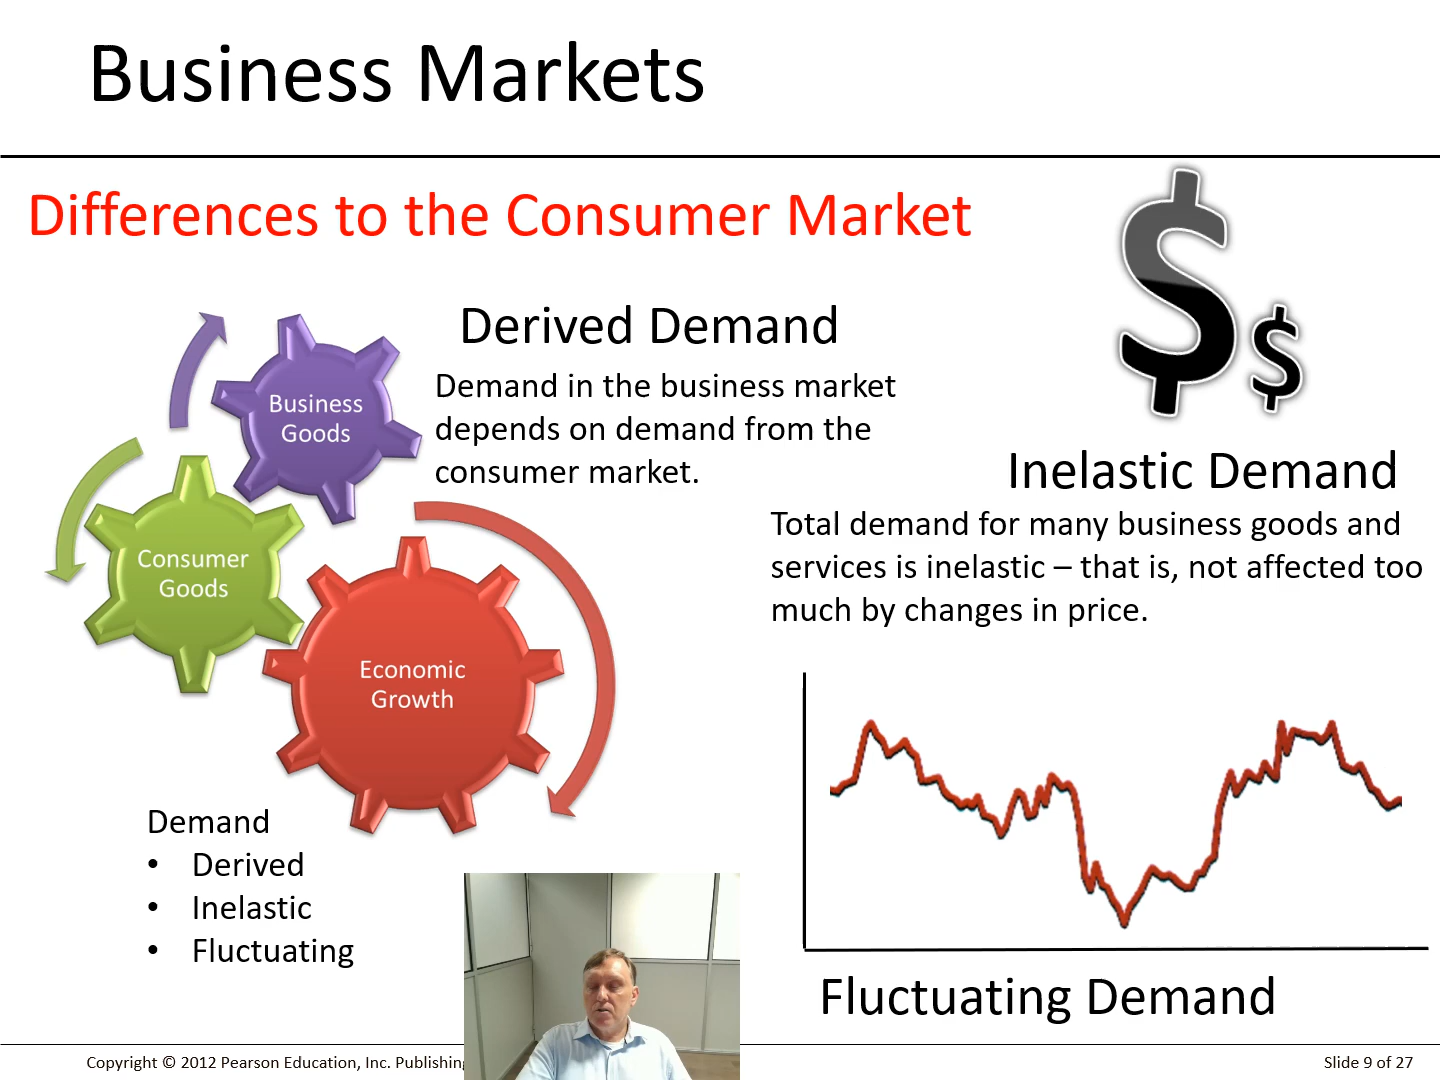 Business Markets
Differences to the Consumer Market
$
$
Derived Demand
Demand in the business market
depends on demand from the
consumer market.
Business
Goods
Consumer
Goods
Economic
Growth
Inelastic Demand
Total demand for many business goods and
services is inelastic – that is, not affected too
much by changes in price.
Demand
• Derived
• Inelastic
• Fluctuating
Fluctuating Demand
Copyright © 2012 Pearson Education, Inc. Publishing
Slide 9 of 27